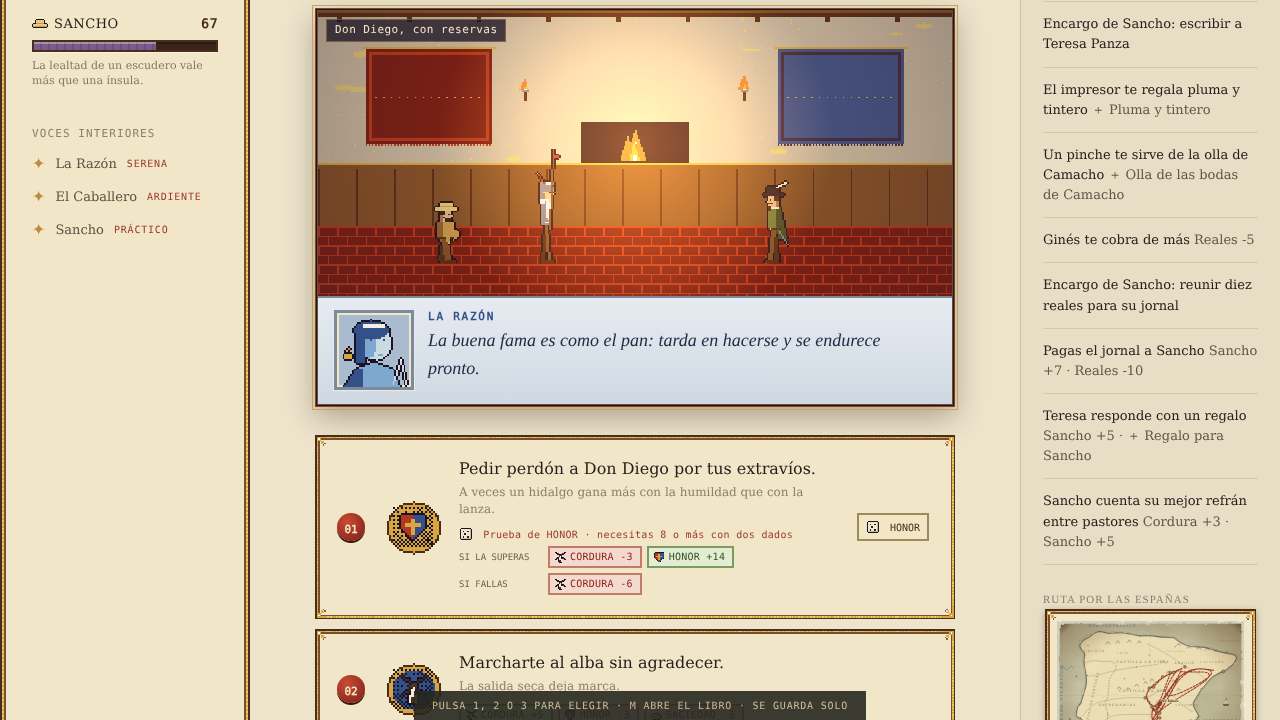 SANCHO 67
La lealtad de un escudero vale
más que una ínsula.
VOCES INTERIORES
La Razón SERENA
El Caballero ARDIENTE
Sancho PRÁCTICO
Don Diego, con reservas
LA RAZÓN
La buena fama es como el pan: tarda en hacerse y se endurece
pronto.
01
Pedir perdón a Don Diego por tus extravíos.
A veces un hidalgo gana más con la humildad que con la
lanza.
Prueba de HONOR · necesitas 8 o más con dos dados
SI LA SUPERAS CORDURA -3 HONOR +14
SI FALLAS CORDURA -6
HONOR
02
Marcharte al alba sin agradecer.
La salida seca deja marca.
PULSA 1, 2 O 3 PARA ELEGIR · M ABRE EL LIBRO · SE GUARDA SOLO
Encargo de Sancho: escribir a
Teresa Panza
El impresor te regala pluma y
tintero + Pluma y tintero
Un pinche te sirve de la olla de
Camacho + Olla de las bodas
de Camacho
Ginés te cobra de más Reales -5
Encargo de Sancho: reunir diez
reales para su jornal
Pagas el jornal a Sancho Sancho
+7 · Reales -10
Teresa responde con un regalo
Sancho +5 · + Regalo para
Sancho
Sancho cuenta su mejor refrán
entre pastores Cordura +3 ·
Sancho +5
RUTA POR LAS ESPAÑAS